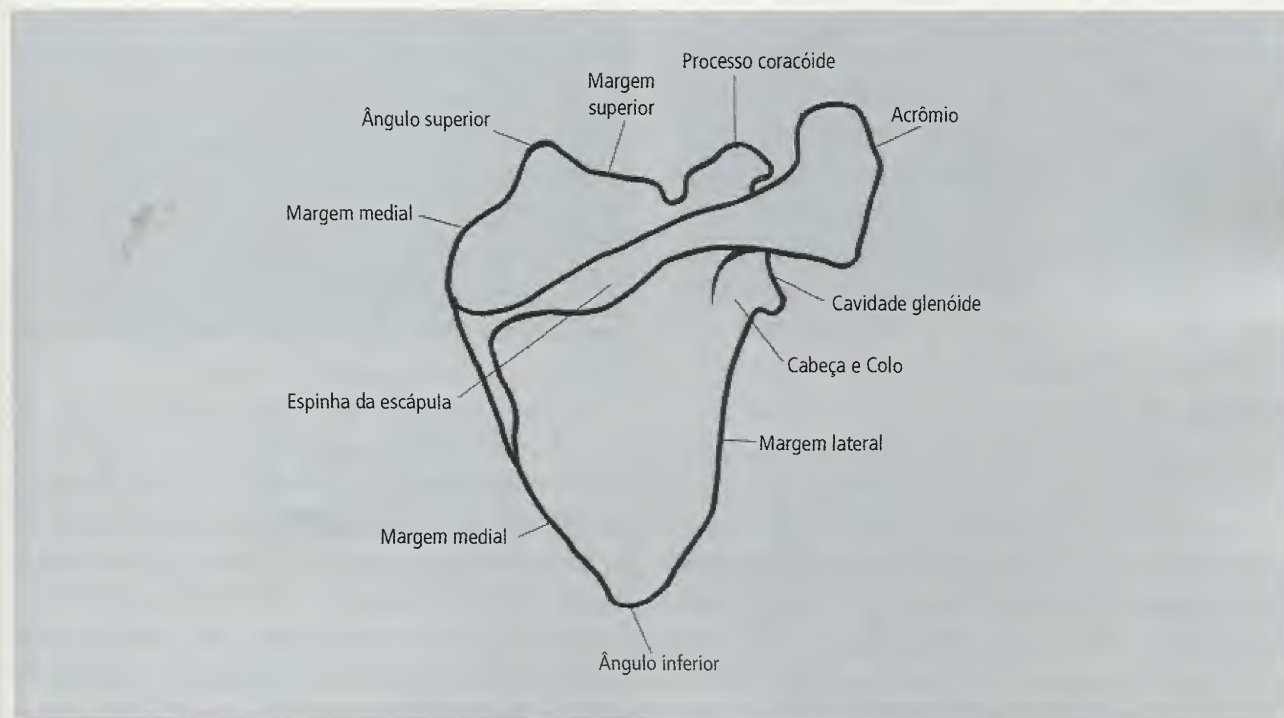 Processo coracóide
Margem
superior
Ângulo superior
Acrômio
Margem medial
Cavidade glenóide
Cabeça e Colo
Espinha da escápula
Margem lateral
Margem medial
Ângulo inferior